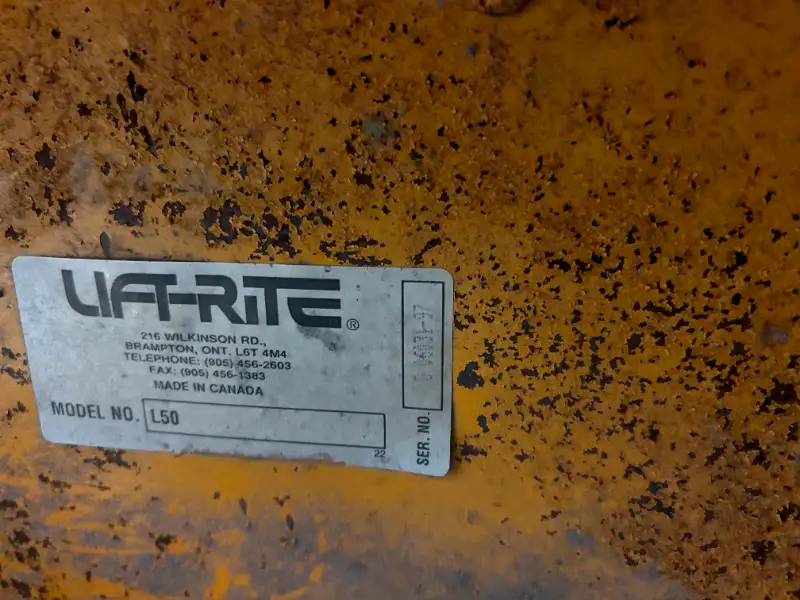 LIFT-RITE ®
216 WILKINSON RD.,
BRAMPTON, ONT. L6T 4M4
TELEPHONE: (905) 456-2603
FAX: (905) 456-1383
MADE IN CANADA
MODEL NO. L50
22
SER. NO.